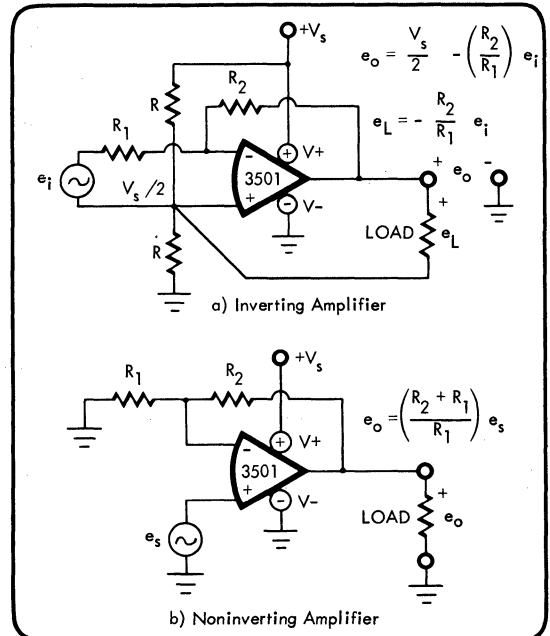 +Vs
eo = Vs/2 - (R2/R1) ei
R
R2
eL = - R2/R1 ei
R1
-
+ V+
+ eo -
ei
3501
Vs/2
+
- V-
+
LOAD eL
R
a) Inverting Amplifier
+Vs
R1
R2
eo = (R2 + R1/R1) es
+ V+
-
3501
+
- V-
+
es
LOAD eo
b) Noninverting Amplifier